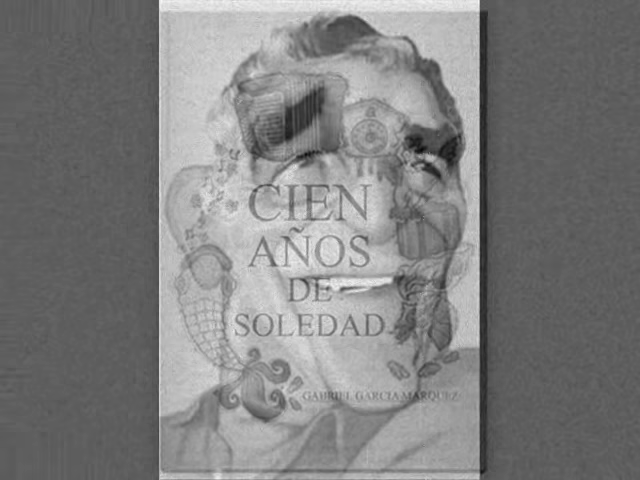 CIEN
AÑOS
DE
SOLEDAD
GABRIEL GARCIA MARQUEZ